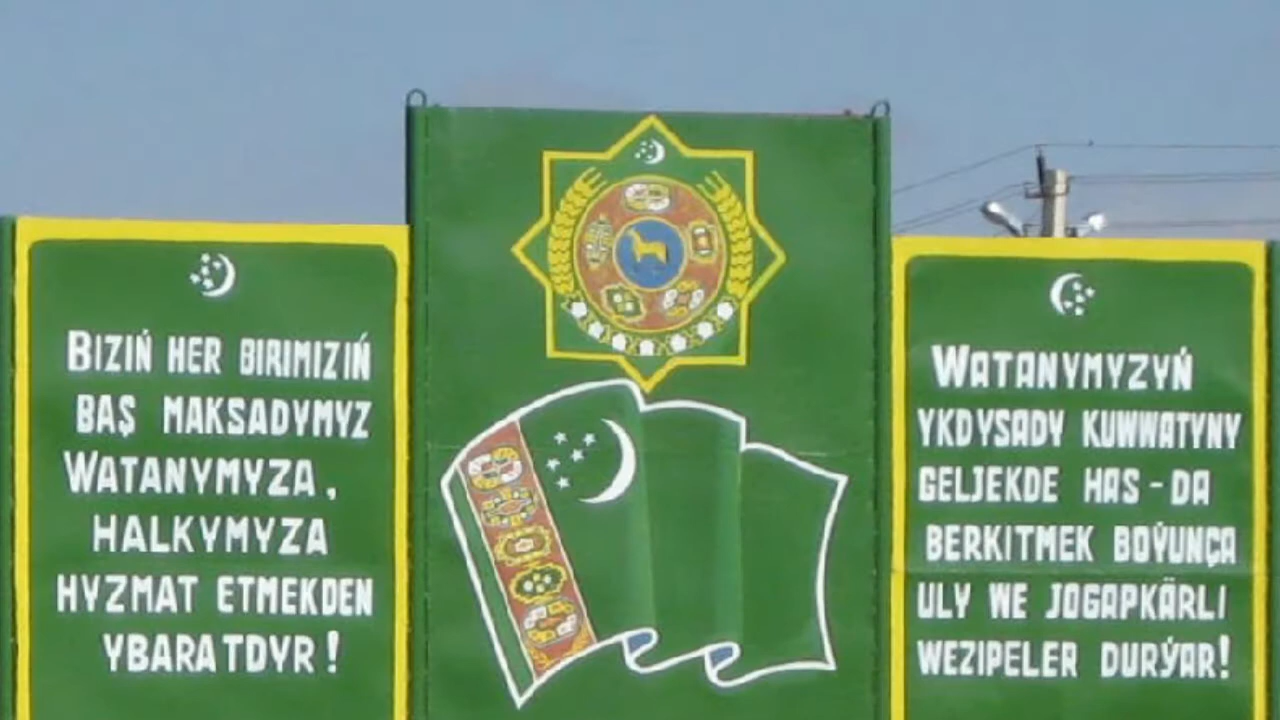 BIZIŃ HER BIRIMIZIŃ
BAŞ MAKSADYMYZ
WATANYMYZA,
HALKYMYZA
HYZMAT ETMEKDEN
YBARATDYR!
WATANYMYZYŃ
YKDYSADY KUWWATYNY
GELJEKDE HAS-DA
BERKITMEK BOÝUNÇA
ULY WE JOGAPKÄRLI
WEZIPELER DURÝAR!